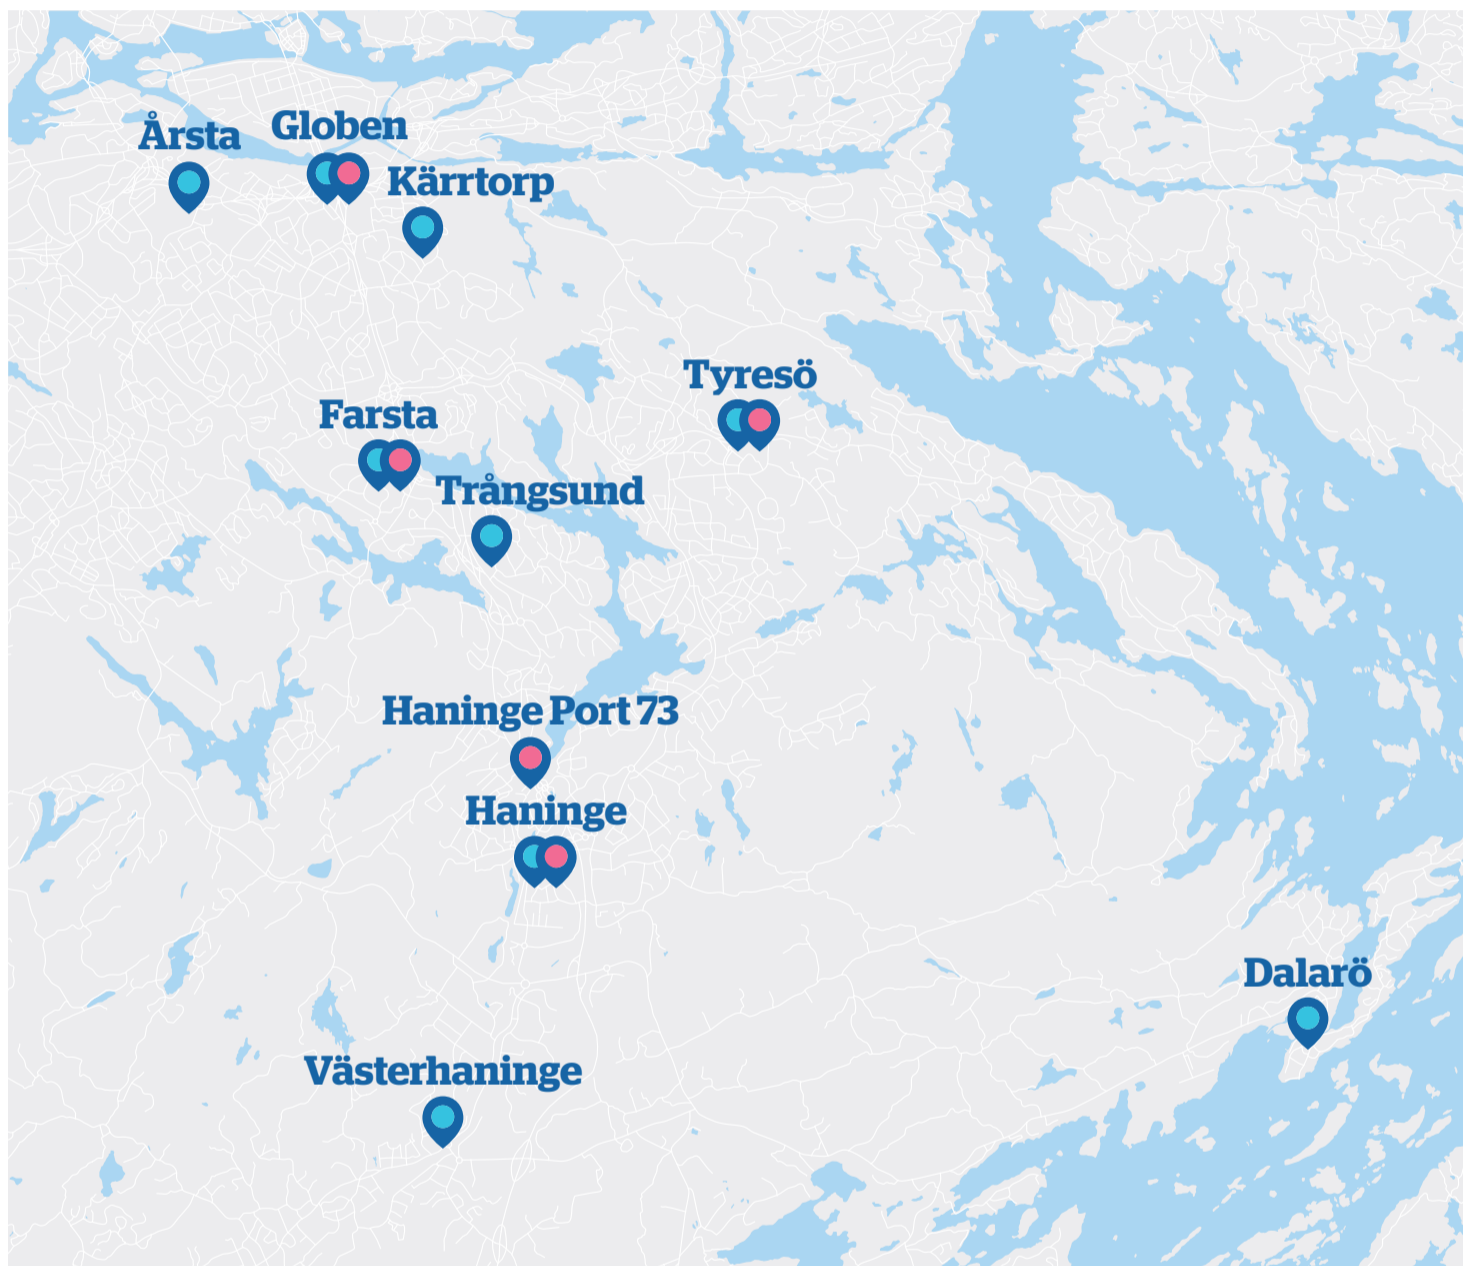 Årsta
Globen
Kärrtorp
Tyresö
Farsta
Trångsund
Haninge Port 73
Haninge
Dalarö
Västerhaninge